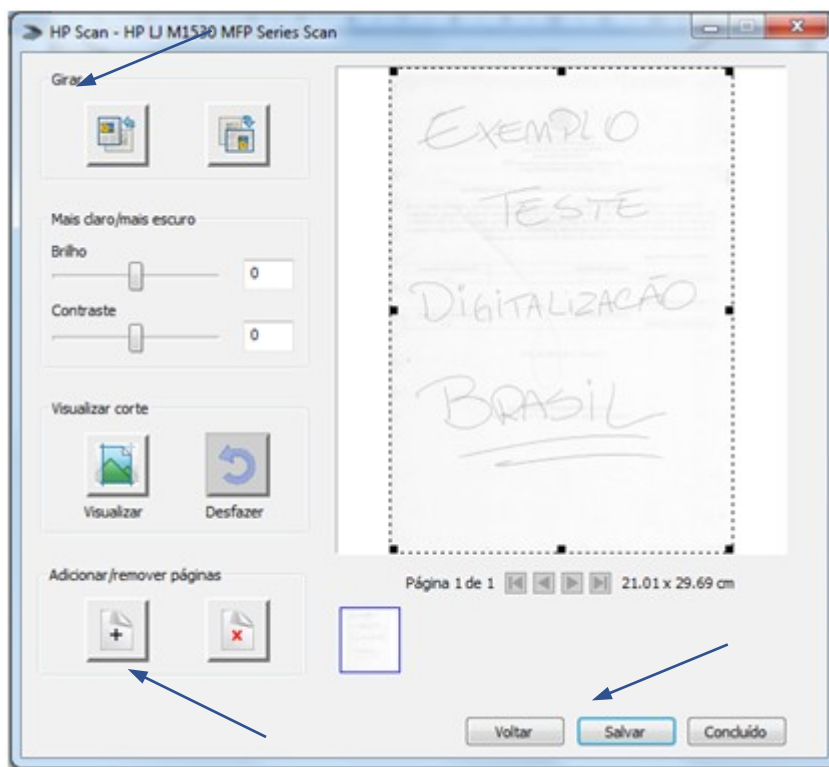 HP Scan - HP LJ M1530 MFP Series Scan
Girar
Mais claro/mais escuro
Brilho
0
Contraste
0
Visualizar corte
Visualizar
Desfazer
Adicionar/remover páginas
EXEMPLO
TESTE
DIGITALIZAÇÃO
BRASIL
Página 1 de 1
21.01 x 29.69 cm
Voltar
Salvar
Concluído